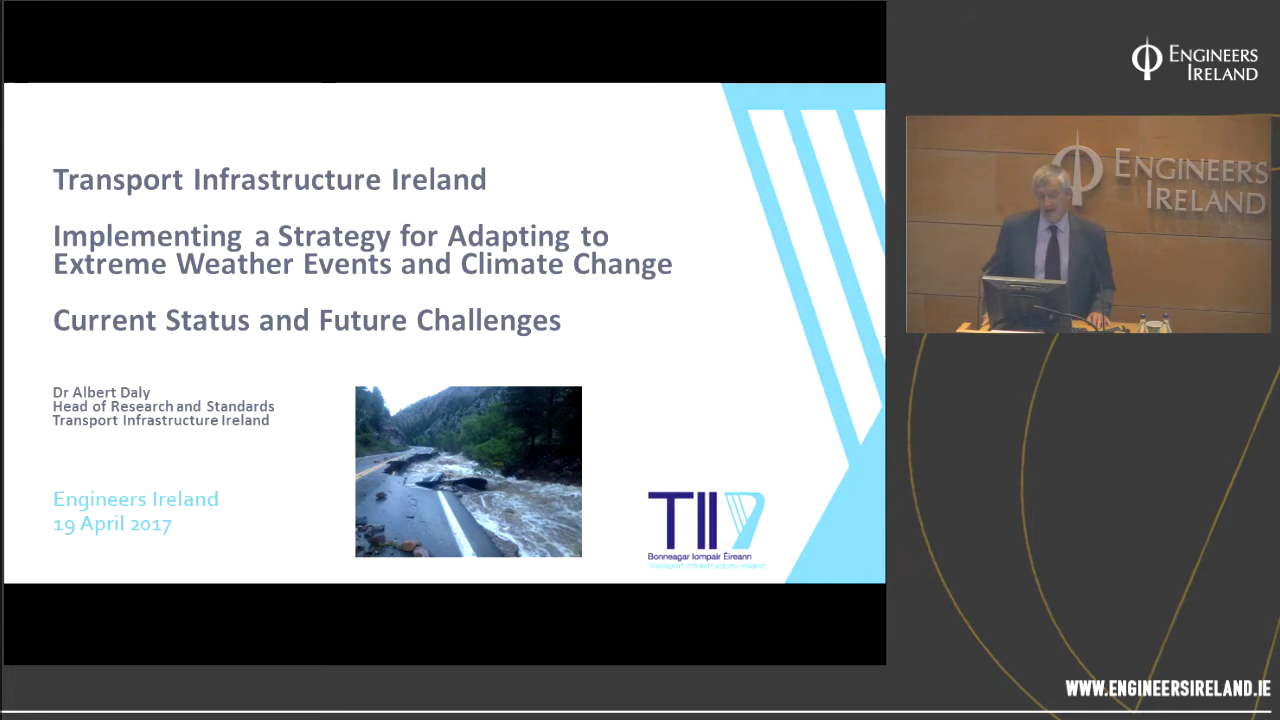 Transport Infrastructure Ireland
Implementing a Strategy for Adapting to
Extreme Weather Events and Climate Change
Current Status and Future Challenges
Dr Albert Daly
Head of Research and Standards
Transport Infrastructure Ireland
Engineers Ireland
19 April 2017
TII
Bonneagar Iompair Éireann
Transport Infrastructure Ireland
ENGINEERS
IRELAND
ENGINEERS
IRELAND
WWW.ENGINEERSIRELAND.IE